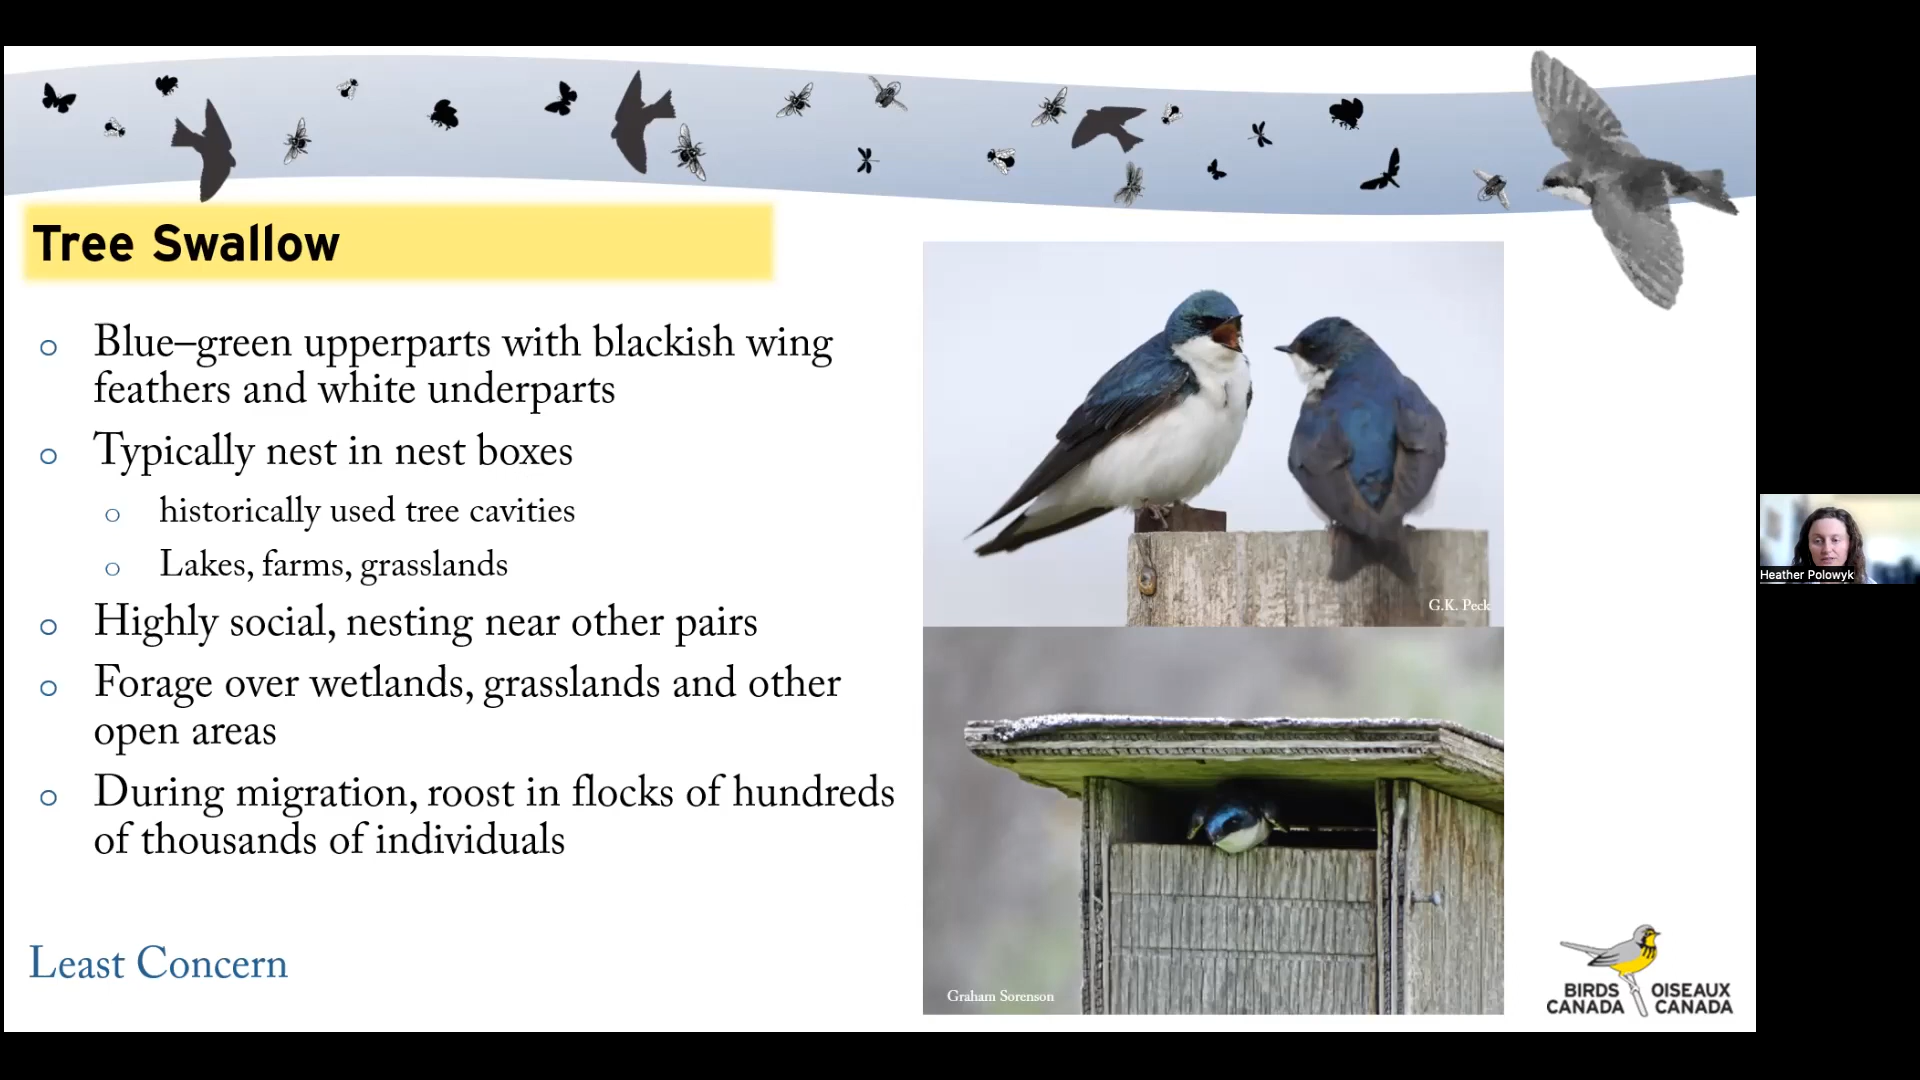 Tree Swallow
o Blue–green upperparts with blackish wing
feathers and white underparts
o Typically nest in nest boxes
o historically used tree cavities
o Lakes, farms, grasslands
o Highly social, nesting near other pairs
o Forage over wetlands, grasslands and other
open areas
o During migration, roost in flocks of hundreds
of thousands of individuals
Least Concern
G.K. Peck
Graham Sorenson
BIRDS CANADA
OISEAUX CANADA
Heather Polowyk